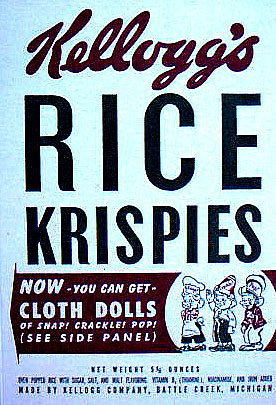 Kellogg's
RICE
KRISPIES
NOW - YOU CAN GET -
CLOTH DOLLS
OF SNAP! CRACKLE! POP!
(SEE SIDE PANEL)
NET WEIGHT 5½ OUNCES
OVEN POPPED RICE WITH SUGAR, SALT, AND MALT FLAVORING. VITAMIN B₁ (THIAMINE), NIACINAMIDE, AND IRON ADDED
MADE BY KELLOGG COMPANY, BATTLE CREEK, MICHIGAN